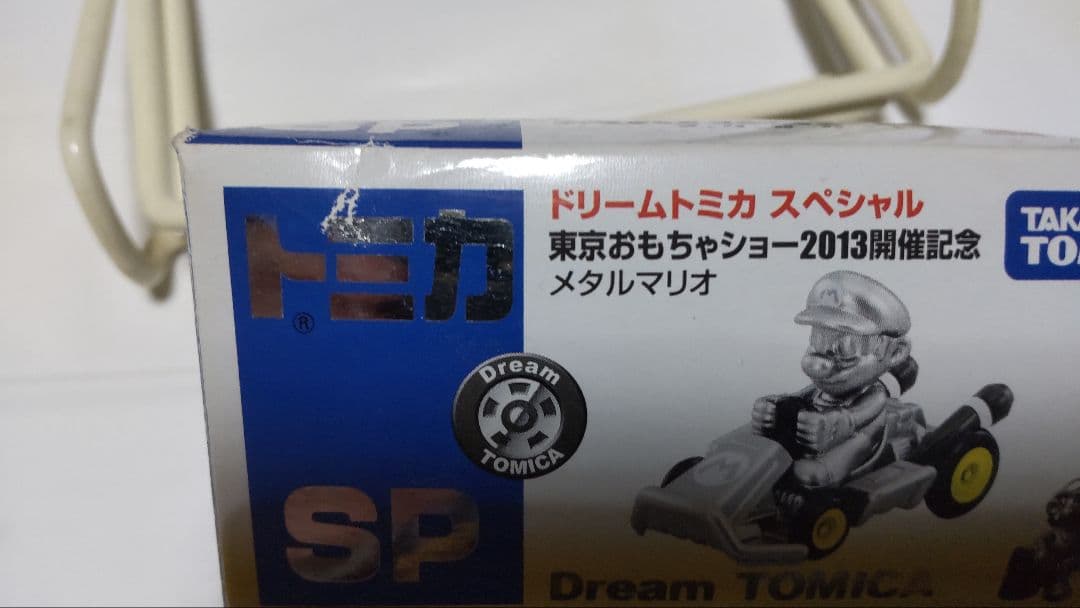 トミカ
®
SP
ドリームトミカ スペシャル
東京おもちゃショー2013開催記念
メタルマリオ
Dream
TOMICA
M
M
Dream TOMICA